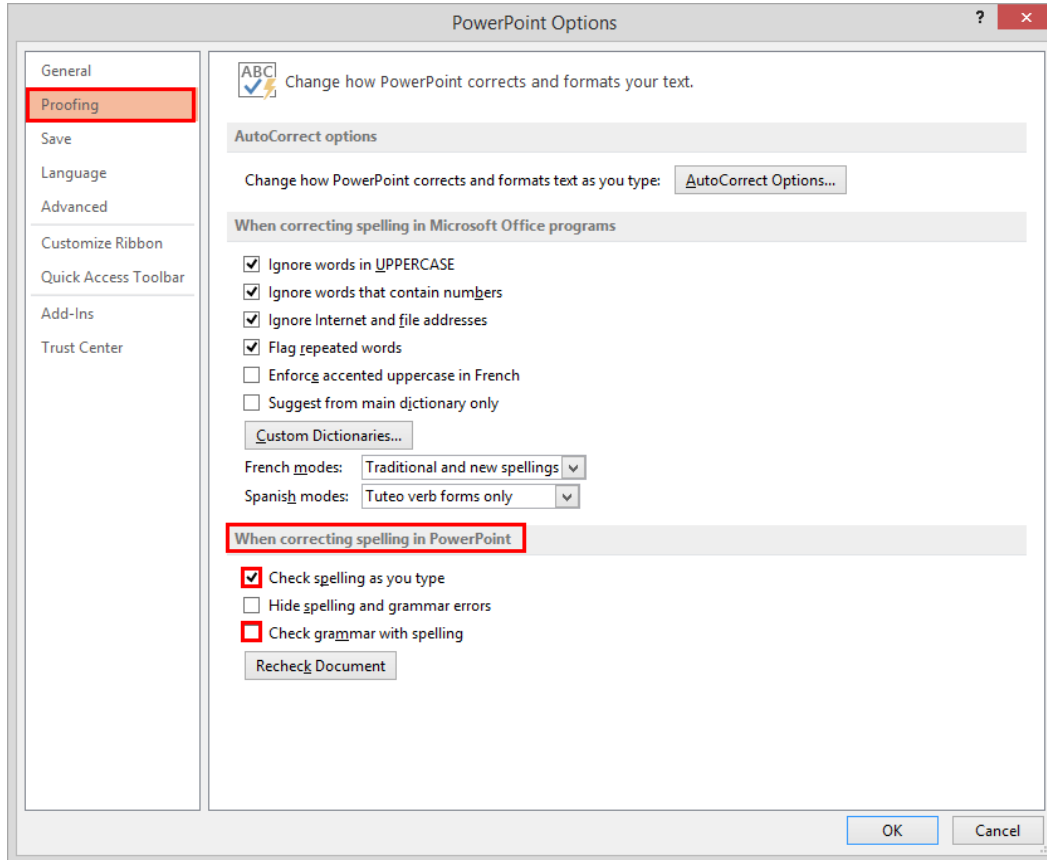 PowerPoint Options
?
×
General
Proofing
Save
Language
Advanced
Customize Ribbon
Quick Access Toolbar
Add-Ins
Trust Center
ABC
Change how PowerPoint corrects and formats your text.
AutoCorrect options
Change how PowerPoint corrects and formats text as you type: AutoCorrect Options...
When correcting spelling in Microsoft Office programs
Ignore words in UPPERCASE
Ignore words that contain numbers
Ignore Internet and file addresses
Flag repeated words
Enforce accented uppercase in French
Suggest from main dictionary only
Custom Dictionaries...
French modes: Traditional and new spellings
Spanish modes: Tuteo verb forms only
When correcting spelling in PowerPoint
Check spelling as you type
Hide spelling and grammar errors
Check grammar with spelling
Recheck Document
OK Cancel